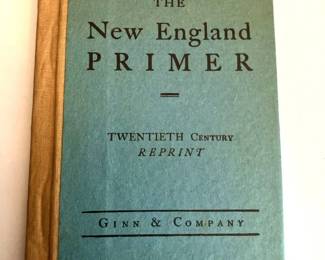 THE
New England
PRIMER
TWENTIETH CENTURY
REPRINT
GINN & COMPANY